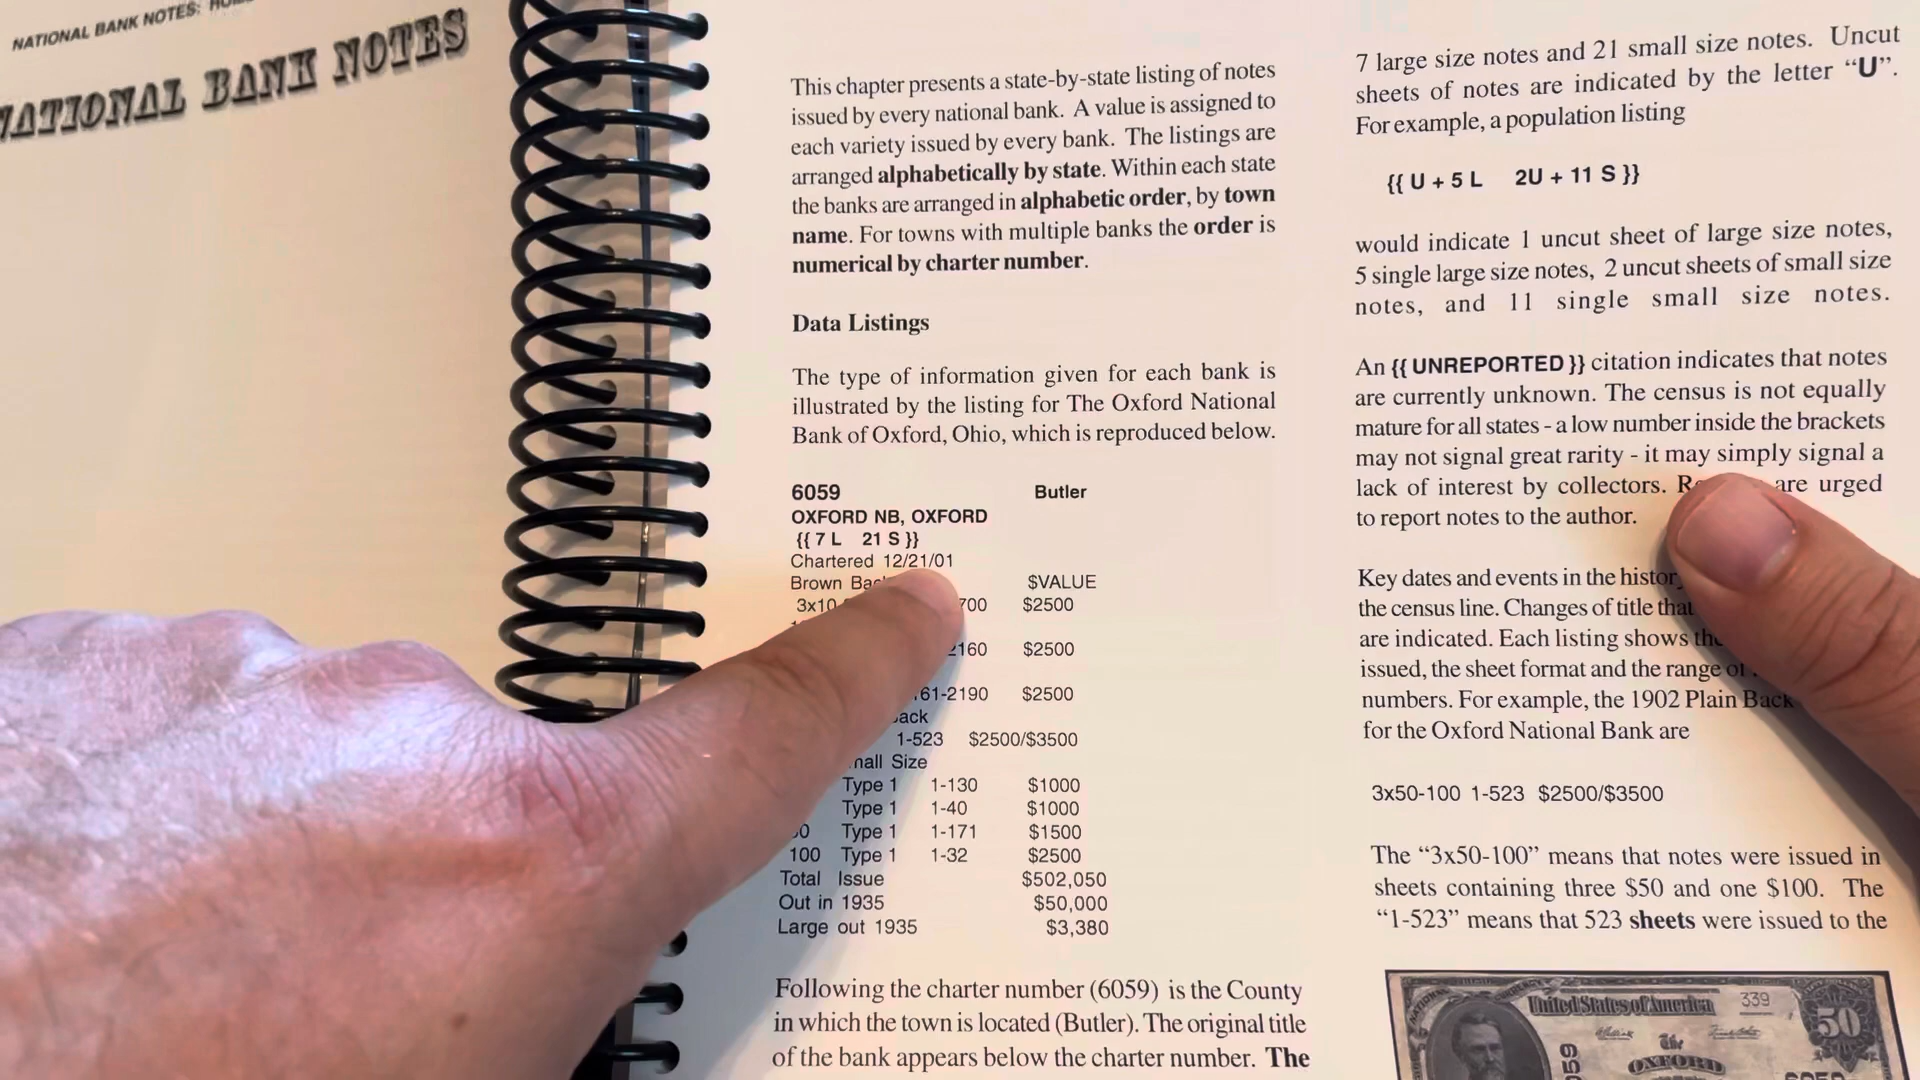 NATIONAL BANK NOTES:
NATIONAL BANK NOTES
This chapter presents a state-by-state listing of notes
issued by every national bank. A value is assigned to
each variety issued by every bank. The listings are
arranged alphabetically by state. Within each state
the banks are arranged in alphabetic order, by town
name. For towns with multiple banks the order is
numerical by charter number.
Data Listings
The type of information given for each bank is
illustrated by the listing for The Oxford National
Bank of Oxford, Ohio, which is reproduced below.
6059 Butler
OXFORD NB, OXFORD
{{ 7 L 21 S }}
Chartered 12/21/01
Brown $VALUE
3x10 700 $2500
2160 $2500
61-2190 $2500
ack
1-523 $2500/$3500
mall Size
Type 1 1-130 $1000
Type 1 1-40 $1000
Type 1 1-171 $1500
100 Type 1 1-32 $2500
Total Issue $502,050
Out in 1935 $50,000
Large out 1935 $3,380
Following the charter number (6059) is the County
in which the town is located (Butler). The original title
of the bank appears below the charter number. The
7 large size notes and 21 small size notes. Uncut
sheets of notes are indicated by the letter “U”.
For example, a population listing
{{ U + 5 L 2U + 11 S }}
would indicate 1 uncut sheet of large size notes,
5 single large size notes, 2 uncut sheets of small size
notes, and 11 single small size notes.
An {{ UNREPORTED }} citation indicates that notes
are currently unknown. The census is not equally
mature for all states - a low number inside the brackets
may not signal great rarity - it may simply signal a
lack of interest by collectors. are urged
to report notes to the author.
Key dates and events in the histor
the census line. Changes of title that
are indicated. Each listing shows
issued, the sheet format and the range of
numbers. For example, the 1902 Plain Back
for the Oxford National Bank are
3x50-100 1-523 $2500/$3500
The “3x50-100” means that notes were issued in
sheets containing three $50 and one $100. The
“1-523” means that 523 sheets were issued to the
United States of America 339
50
The
OXFORD
6059